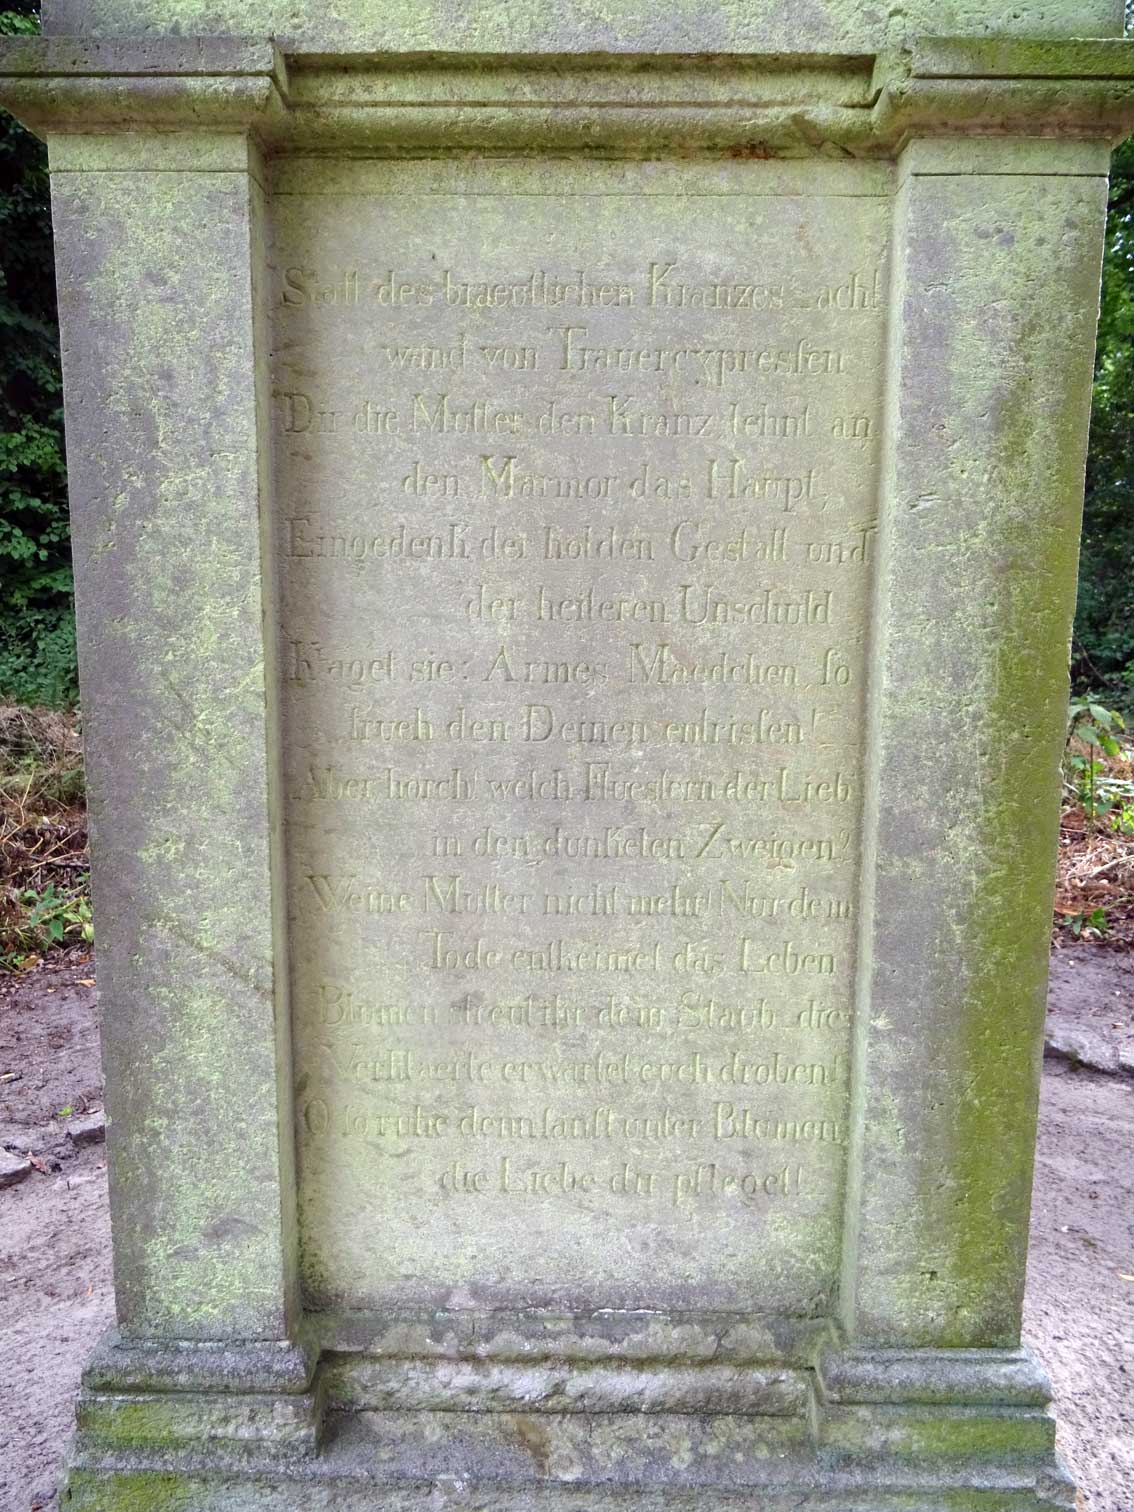 Statt des braeutlichen Kranzes ach!
wand von Trauercypressen
Dir die Mutter den Kranz lehnt an
den Marmor das Haupt,
Eingedenk der holden Gestalt und
der heiteren Unschuld
Klaget sie: Armes Maedchen so
frueh den Deinen entrissen!
Aber horch! welch Fluestern der Lieb'
in den dunkelen Zweigen?
Weine Mutter nicht mehr! Nur dem
Tode entkeimet das Leben
Blumen streut ihr dem Staub, die
Verklaerte erwartet euch droben!
O so ruhe denn sanft unter Blumen
die Liebe dir pfleget!